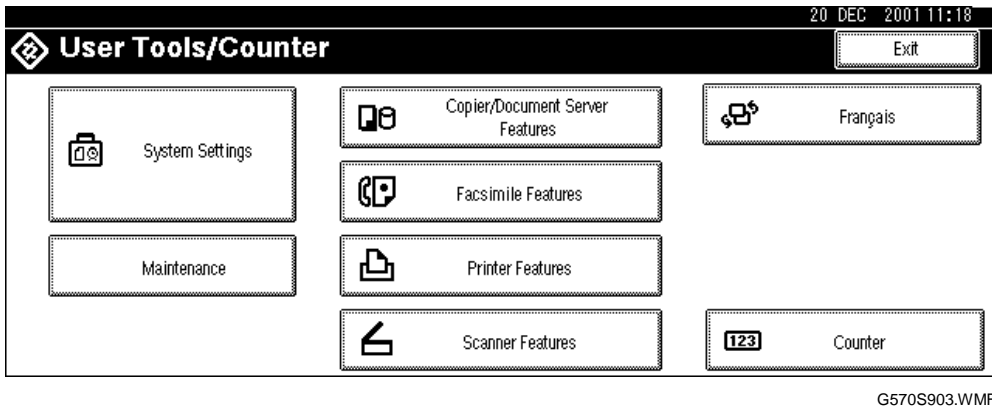 20 DEC 2001 11:18
User Tools/Counter
Exit
System Settings
Maintenance
Copier/Document Server
Features
Facsimile Features
Printer Features
Scanner Features
Français
123
Counter
G570S903.WMF